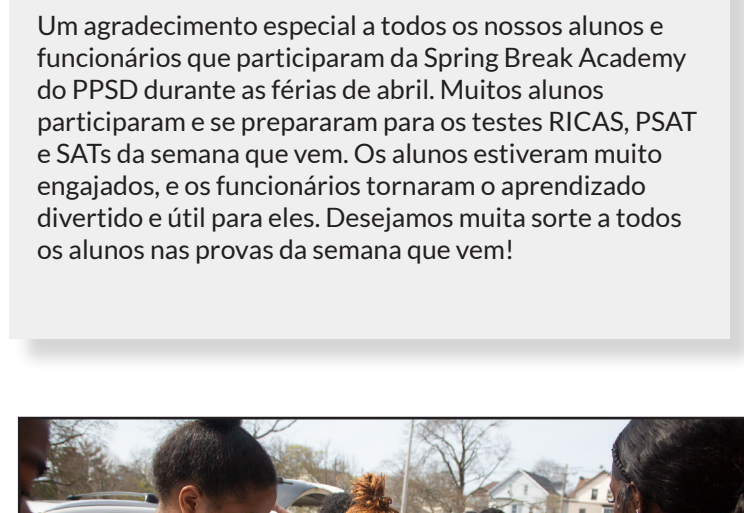 Um agradecimento especial a todos os nossos alunos e
funcionários que participaram da Spring Break Academy
do PPSD durante as férias de abril. Muitos alunos
participaram e se prepararam para os testes RICAS, PSAT
e SATs da semana que vem. Os alunos estiveram muito
engajados, e os funcionários tornaram o aprendizado
divertido e útil para eles. Desejamos muita sorte a todos
os alunos nas provas da semana que vem!